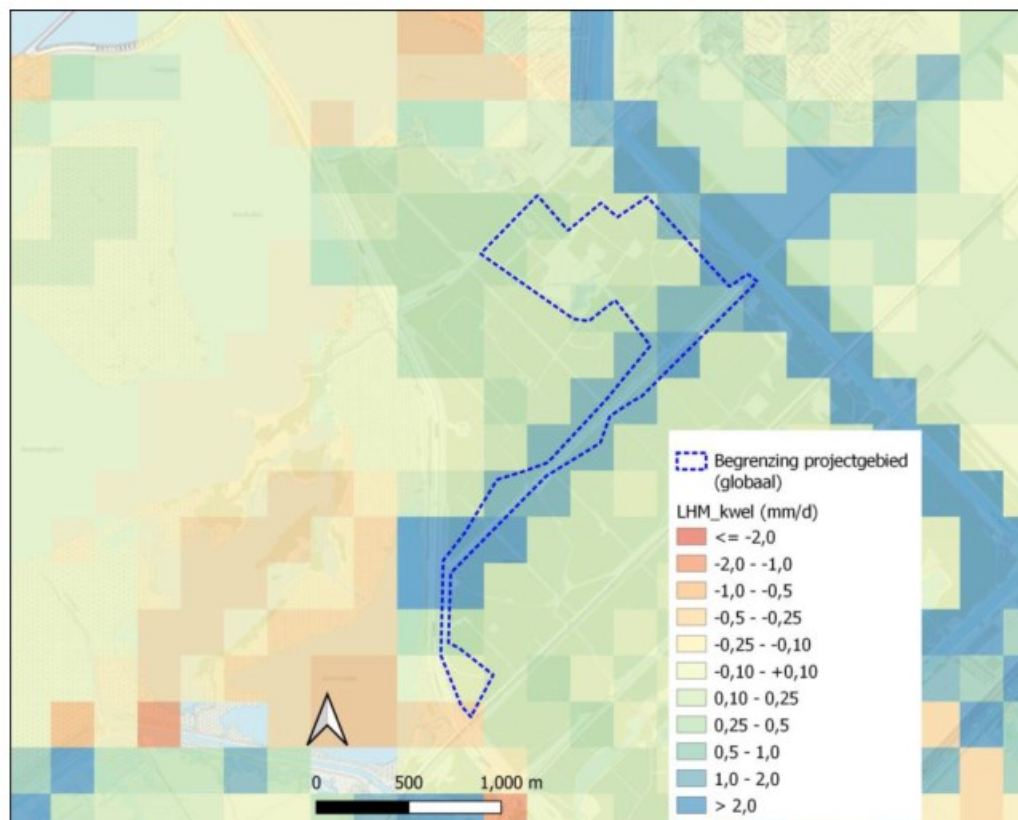 Begrenzing projectgebied
(globaal)
LHM_kwel (mm/d)
<= -2,0
-2,0 - -1,0
-1,0 - -0,5
-0,5 - -0,25
-0,25 - -0,10
-0,10 - +0,10
0,10 - 0,25
0,25 - 0,5
0,5 - 1,0
1,0 - 2,0
> 2,0
0 500 1,000 m